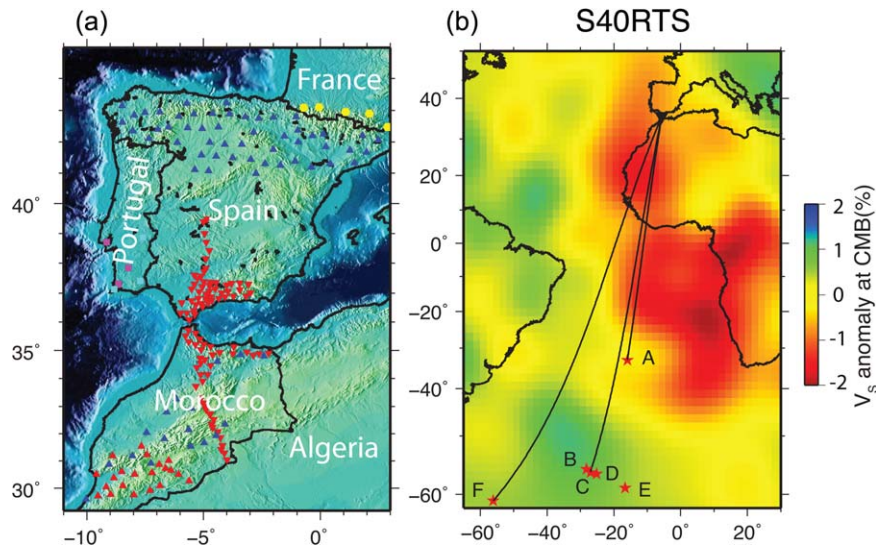 (a)
France
Portugal
Spain
Morocco
Algeria
40°
35°
30°
−10°
−5°
0°
(b)
S40RTS
40°
20°
0°
−20°
−40°
−60°
−60
−40
−20
0°
20°
A
B
C
D
E
F
2
1
0
-1
-2
Vs anomaly at CMB(%)